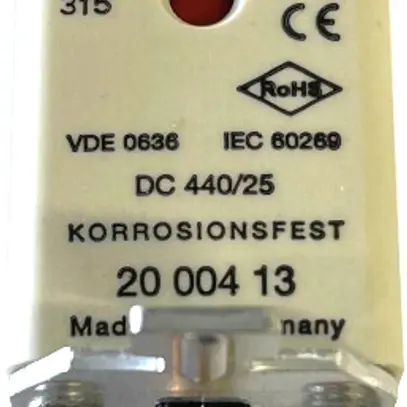 315
CE
RoHS
VDE 0636 IEC 60269
DC 440/25
KORROSIONSFEST
20 004 13